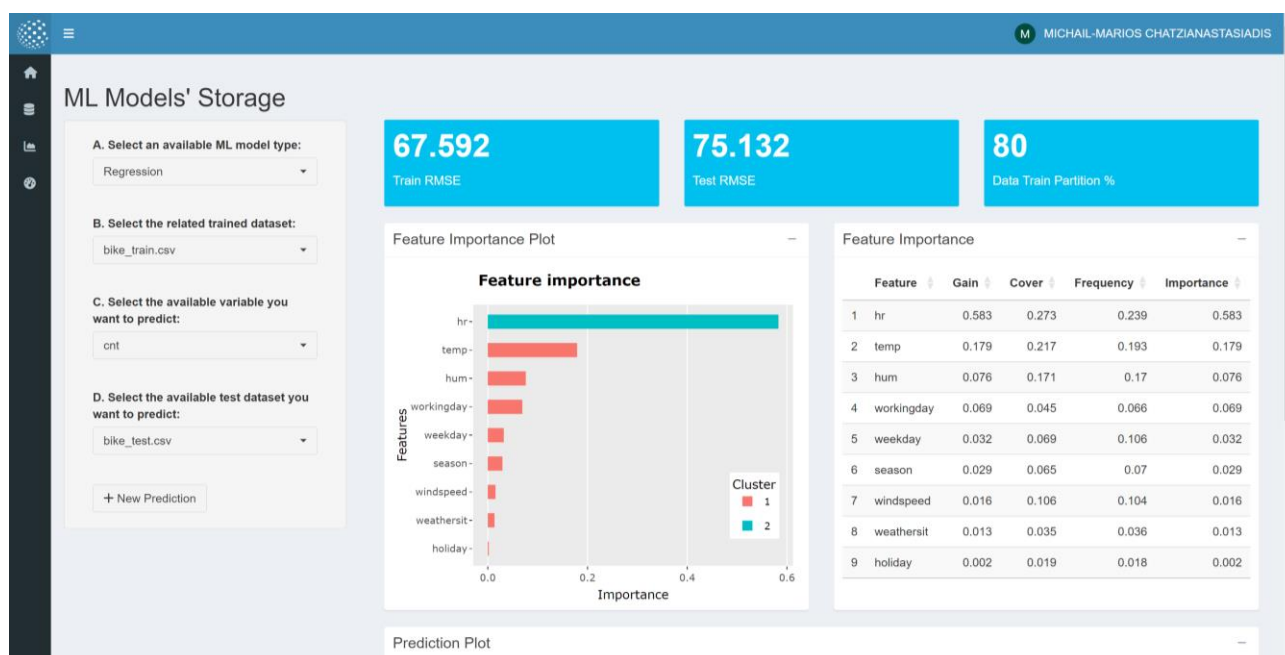 M MICHAIL-MARIOS CHATZIANASTASIADIS
ML Models' Storage
A. Select an available ML model type:
Regression
B. Select the related trained dataset:
bike_train.csv
C. Select the available variable you
want to predict:
cnt
D. Select the available test dataset you
want to predict:
bike_test.csv
+ New Prediction
67.592
Train RMSE
75.132
Test RMSE
80
Data Train Partition %
Feature Importance Plot
Feature importance
Features
hr
temp
hum
workingday
weekday
season
windspeed
weathersit
holiday
0.0 0.2 0.4 0.6
Importance
Cluster
1
2
Feature Importance
Feature Gain Cover Frequency Importance
1 hr 0.583 0.273 0.239 0.583
2 temp 0.179 0.217 0.193 0.179
3 hum 0.076 0.171 0.17 0.076
4 workingday 0.069 0.045 0.066 0.069
5 weekday 0.032 0.069 0.106 0.032
6 season 0.029 0.065 0.07 0.029
7 windspeed 0.016 0.106 0.104 0.016
8 weathersit 0.013 0.035 0.036 0.013
9 holiday 0.002 0.019 0.018 0.002
Prediction Plot